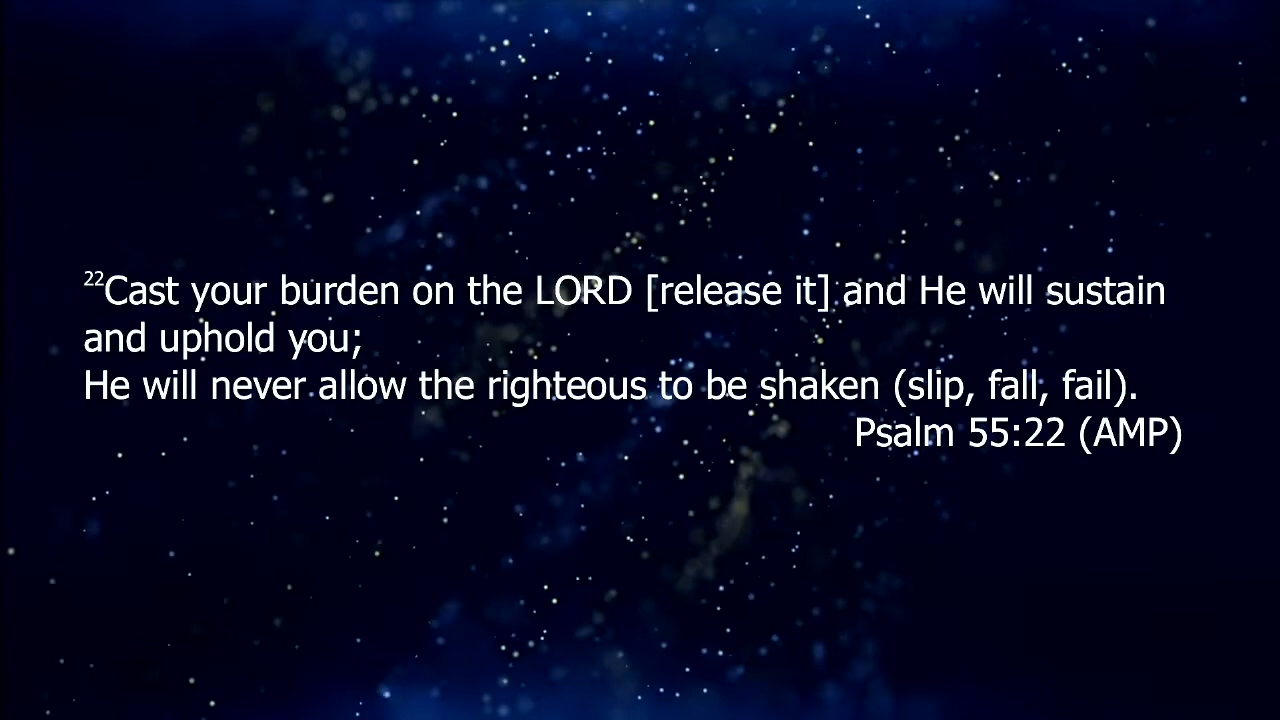 ²²Cast your burden on the LORD [release it] and He will sustain
and uphold you;
He will never allow the righteous to be shaken (slip, fall, fail).
Psalm 55:22 (AMP)